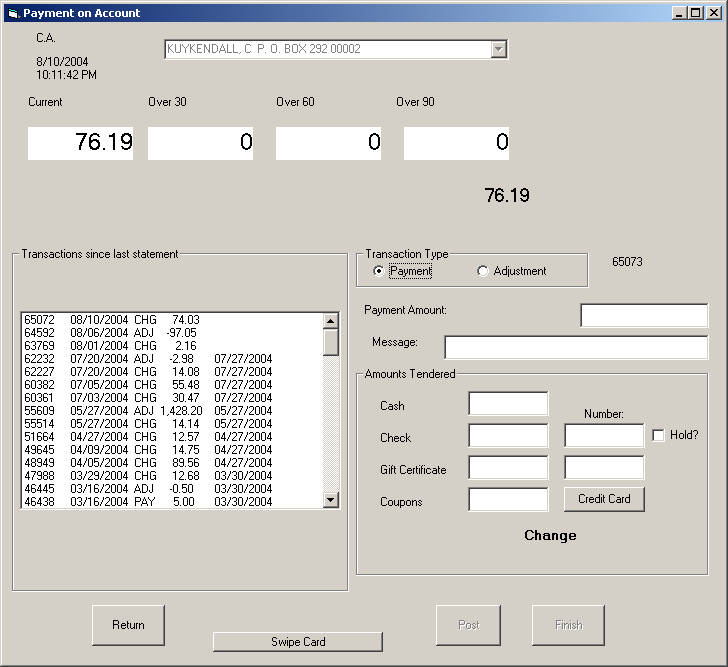 Payment on Account
C.A.
KUYKENDALL, C P. O. BOX 292 00002
8/10/2004
10:11:42 PM
Current Over 30 Over 60 Over 90
76.19 0 0 0
76.19
Transactions since last statement
65072 08/10/2004 CHG 74.03
64592 08/06/2004 ADJ -97.05
63769 08/01/2004 CHG 2.16
62232 07/20/2004 ADJ -2.98 07/27/2004
62227 07/20/2004 CHG 14.08 07/27/2004
60382 07/05/2004 CHG 55.48 07/27/2004
60361 07/03/2004 CHG 30.47 07/27/2004
55609 05/27/2004 ADJ 1,428.20 05/27/2004
55514 05/27/2004 CHG 14.14 05/27/2004
51664 04/27/2004 CHG 12.57 04/27/2004
49645 04/09/2004 CHG 14.75 04/27/2004
48949 04/05/2004 CHG 89.56 04/27/2004
47988 03/29/2004 CHG 12.68 03/30/2004
46445 03/16/2004 ADJ -0.50 03/30/2004
46438 03/16/2004 PAY 5.00 03/30/2004
Transaction Type
Payment Adjustment
65073
Payment Amount:
Message:
Amounts Tendered
Cash
Number:
Check
Hold?
Gift Certificate
Coupons
Credit Card
Change
Return
Swipe Card
Post
Finish